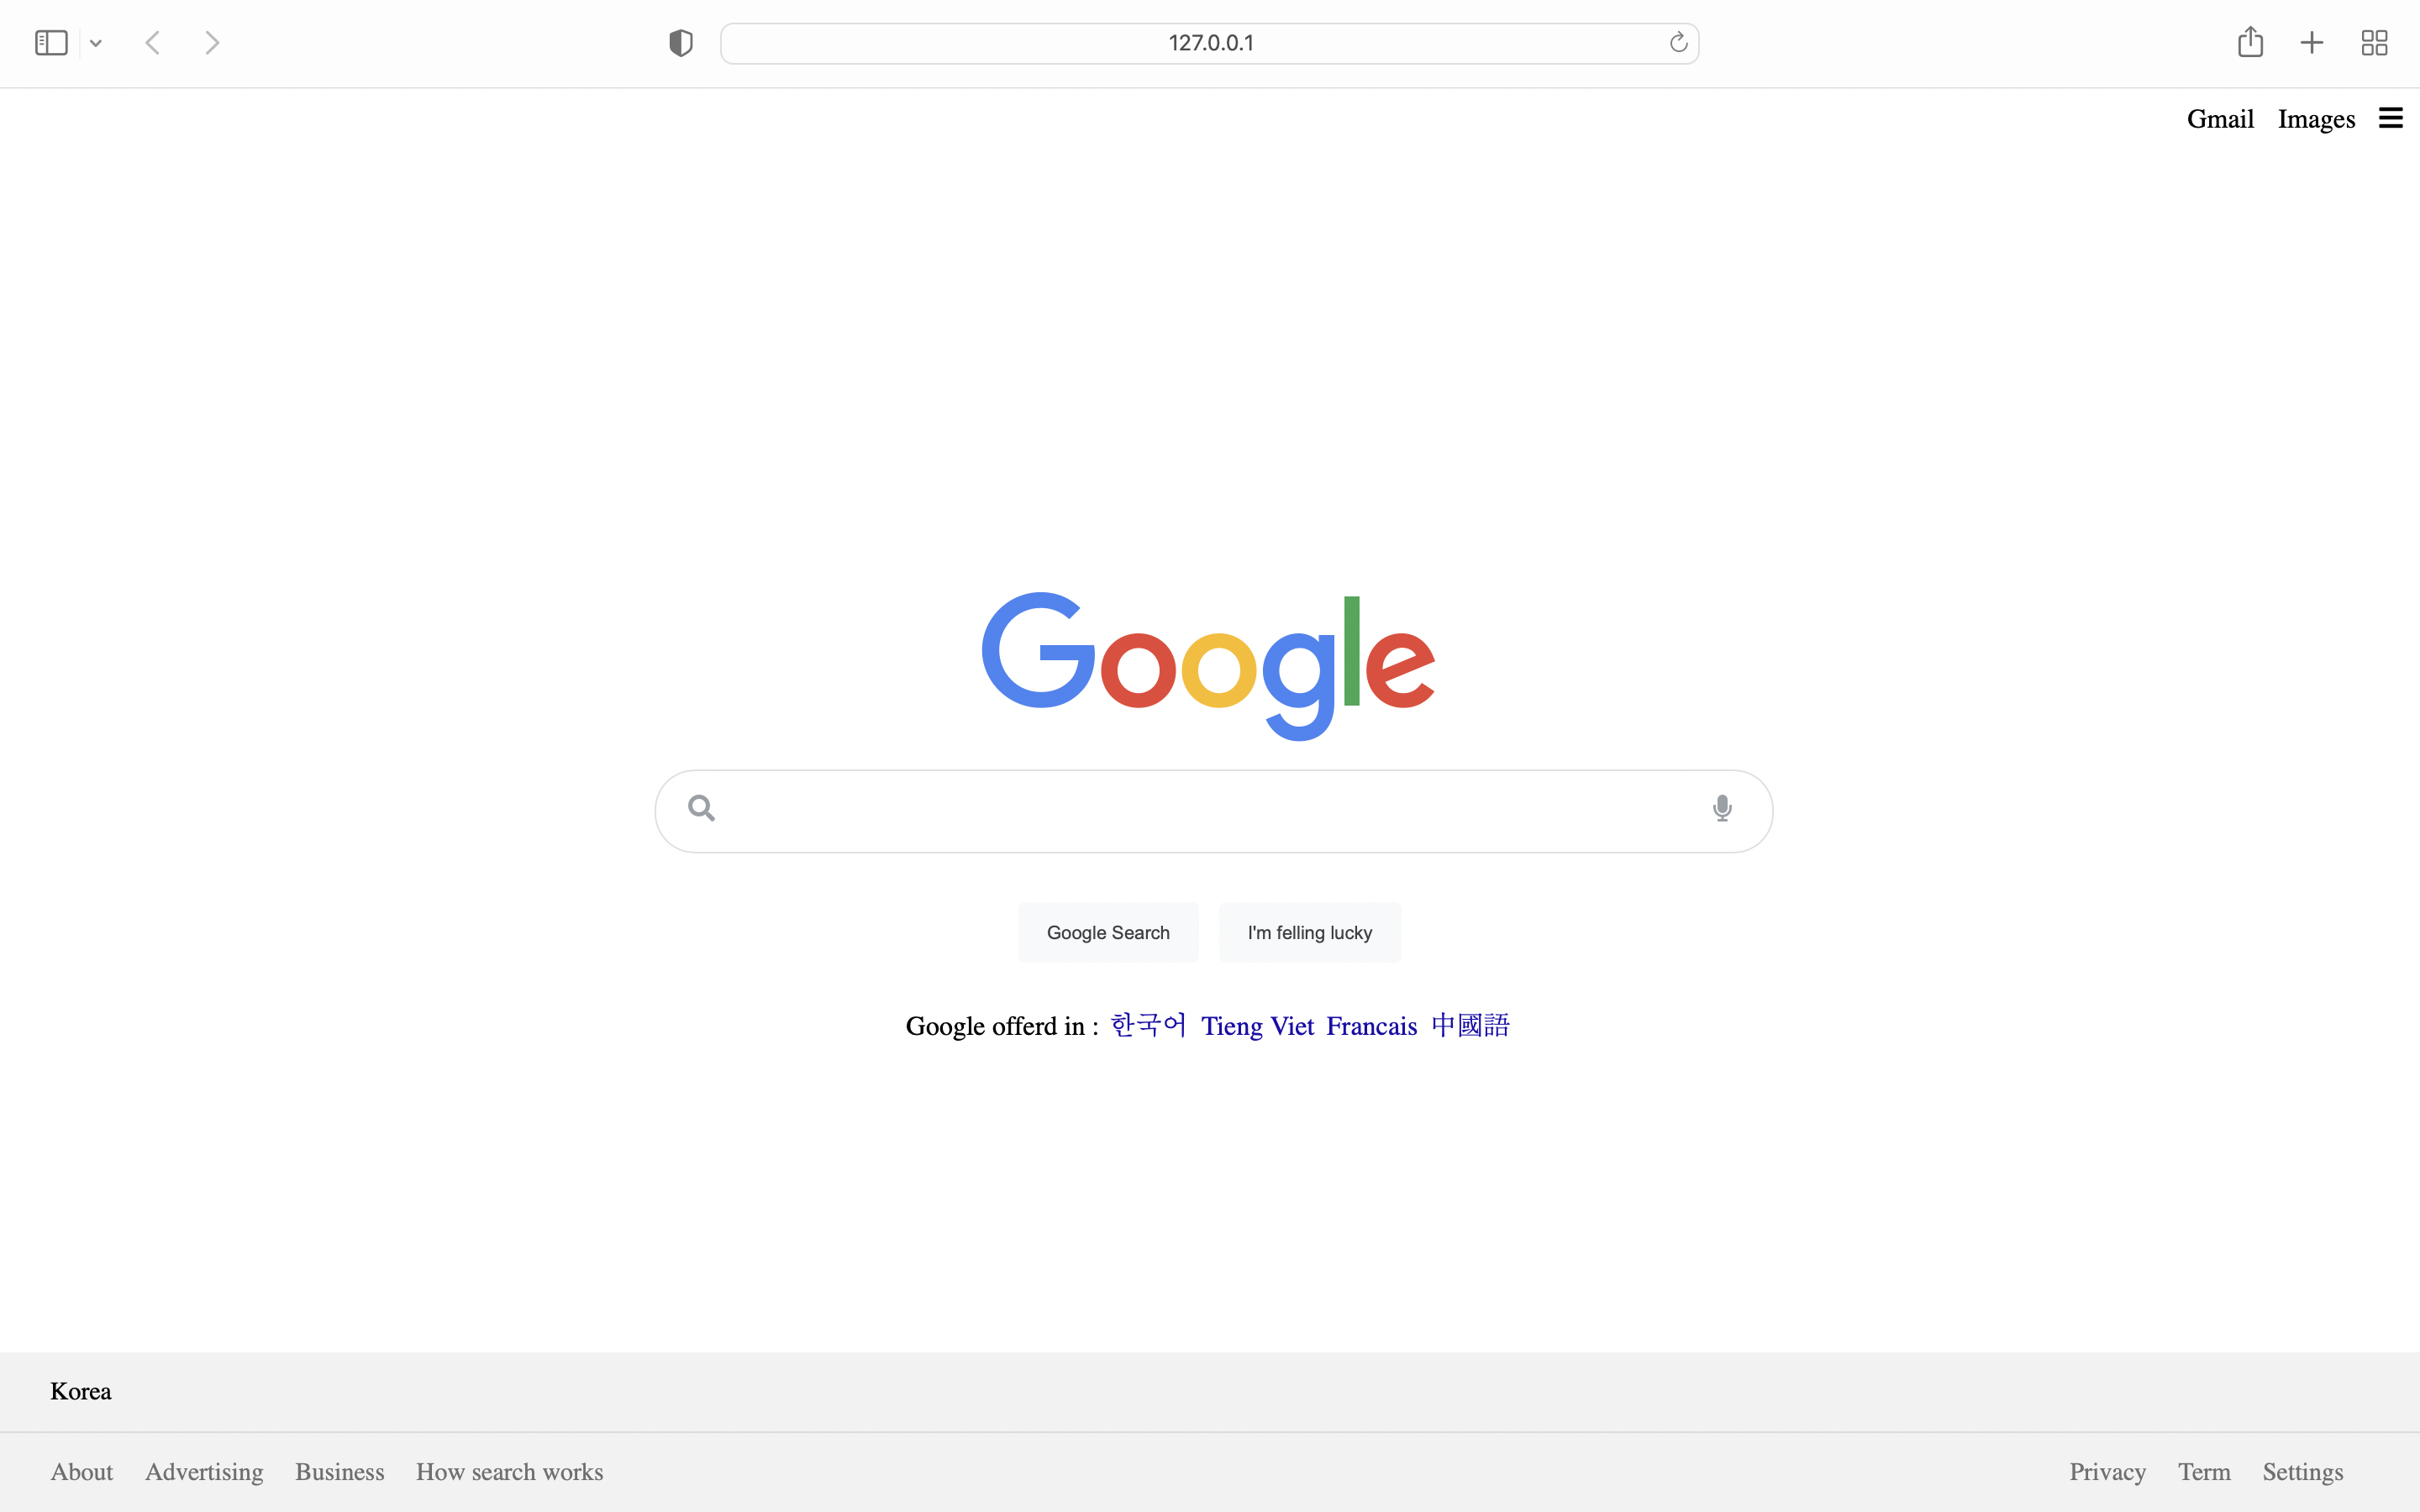 127.0.0.1
Gmail Images
Google
Google Search I'm felling lucky
Google offerd in : 한국어 Tieng Viet Francais 中國語
Korea
About Advertising Business How search works Privacy Term Settings